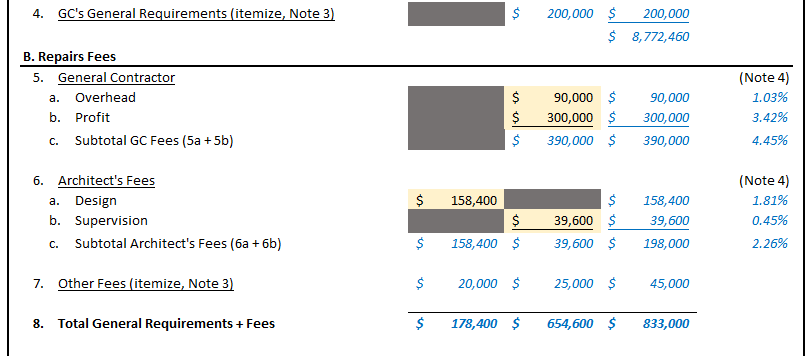 4. GC's General Requirements (itemize, Note 3) $ 200,000 $ 200,000
$ 8,772,460
B. Repairs Fees
5. General Contractor (Note 4)
a. Overhead $ 90,000 $ 90,000 1.03%
b. Profit $ 300,000 $ 300,000 3.42%
c. Subtotal GC Fees (5a + 5b) $ 390,000 $ 390,000 4.45%
6. Architect's Fees (Note 4)
a. Design $ 158,400 $ 158,400 1.81%
b. Supervision $ 39,600 $ 39,600 0.45%
c. Subtotal Architect's Fees (6a + 6b) $ 158,400 $ 39,600 $ 198,000 2.26%
7. Other Fees (itemize, Note 3) $ 20,000 $ 25,000 $ 45,000
8. Total General Requirements + Fees $ 178,400 $ 654,600 $ 833,000